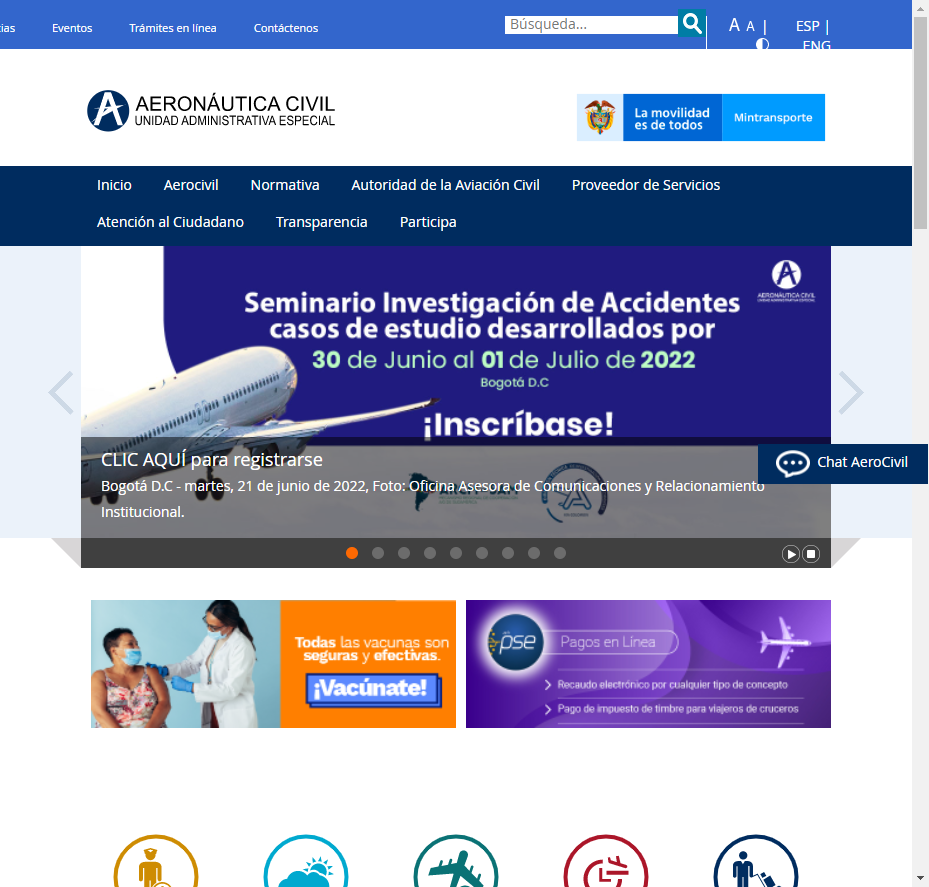 Eventos
Trámites en línea
Contáctenos
Búsqueda...
A A |
ESP |
ENG
AERONÁUTICA CIVIL
UNIDAD ADMINISTRATIVA ESPECIAL
La movilidad
es de todos
Mintransporte
Inicio
Aerocivil
Normativa
Autoridad de la Aviación Civil
Proveedor de Servicios
Atención al Ciudadano
Transparencia
Participa
AERONÁUTICA CIVIL
UNIDAD ADMINISTRATIVA ESPECIAL
Seminario Investigación de Accidentes
casos de estudio desarrollados por
30 de Junio al 01 de Julio de 2022
Bogotá D.C
¡Inscríbase!
CLIC AQUÍ para registrarse
Bogotá D.C - martes, 21 de junio de 2022, Foto: Oficina Asesora de Comunicaciones y Relacionamiento
Institucional.
Chat AeroCivil
Todas las vacunas son
seguras y efectivas.
¡Vacúnate!
pse
Pagos en Línea
Recaudo electrónico por cualquier tipo de concepto
Pago de impuesto de timbre para viajeros de cruceros